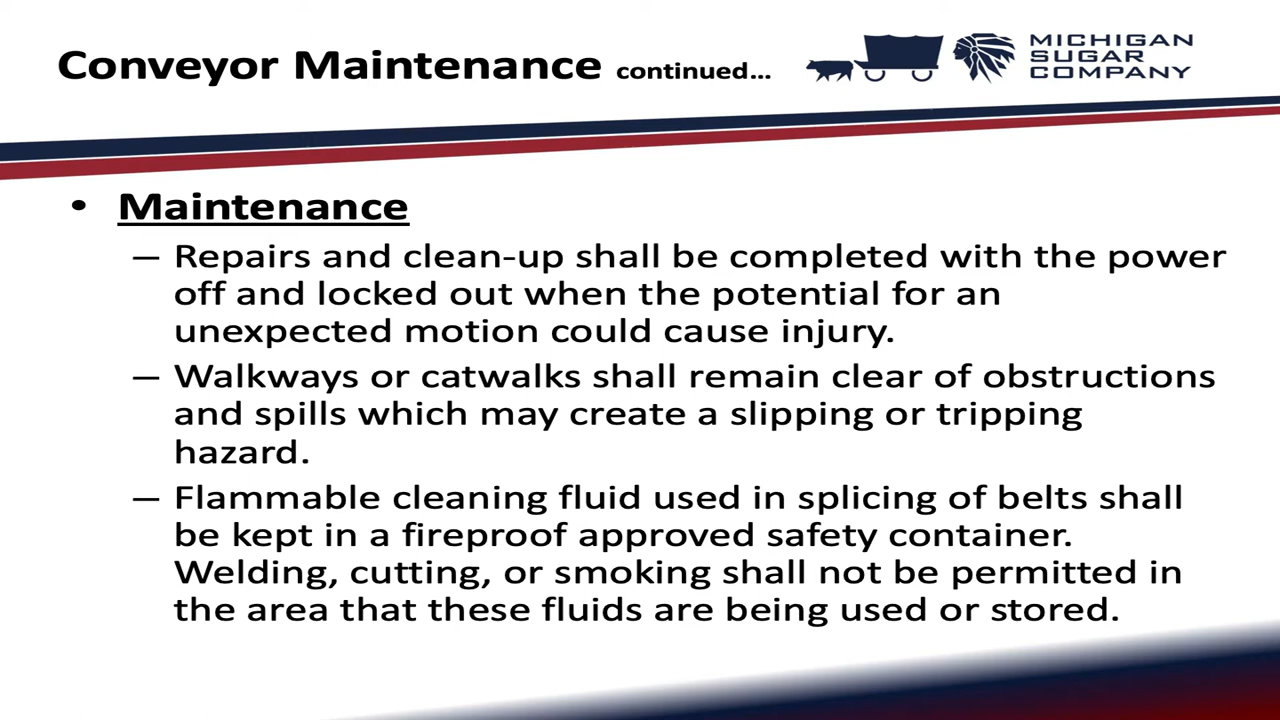 Conveyor Maintenance continued...
MICHIGAN
SUGAR
COMPANY
• Maintenance
– Repairs and clean-up shall be completed with the power
off and locked out when the potential for an
unexpected motion could cause injury.
– Walkways or catwalks shall remain clear of obstructions
and spills which may create a slipping or tripping
hazard.
– Flammable cleaning fluid used in splicing of belts shall
be kept in a fireproof approved safety container.
Welding, cutting, or smoking shall not be permitted in
the area that these fluids are being used or stored.